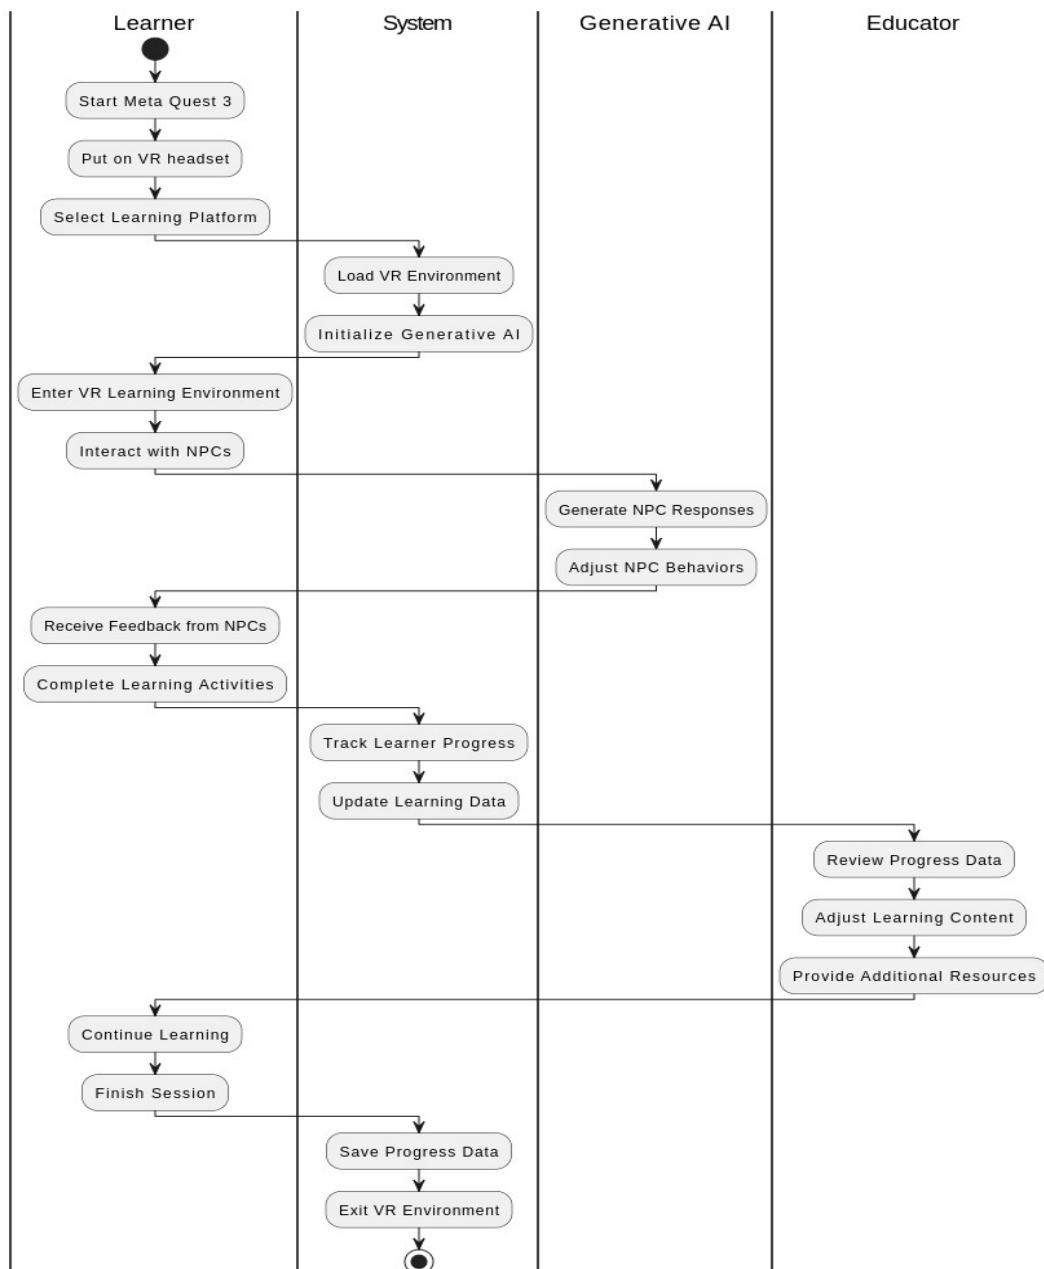 Learner
System
Generative AI
Educator
Start Meta Quest 3
Put on VR headset
Select Learning Platform
Load VR Environment
Initialize Generative AI
Enter VR Learning Environment
Interact with NPCs
Generate NPC Responses
Adjust NPC Behaviors
Receive Feedback from NPCs
Complete Learning Activities
Track Learner Progress
Update Learning Data
Review Progress Data
Adjust Learning Content
Provide Additional Resources
Continue Learning
Finish Session
Save Progress Data
Exit VR Environment